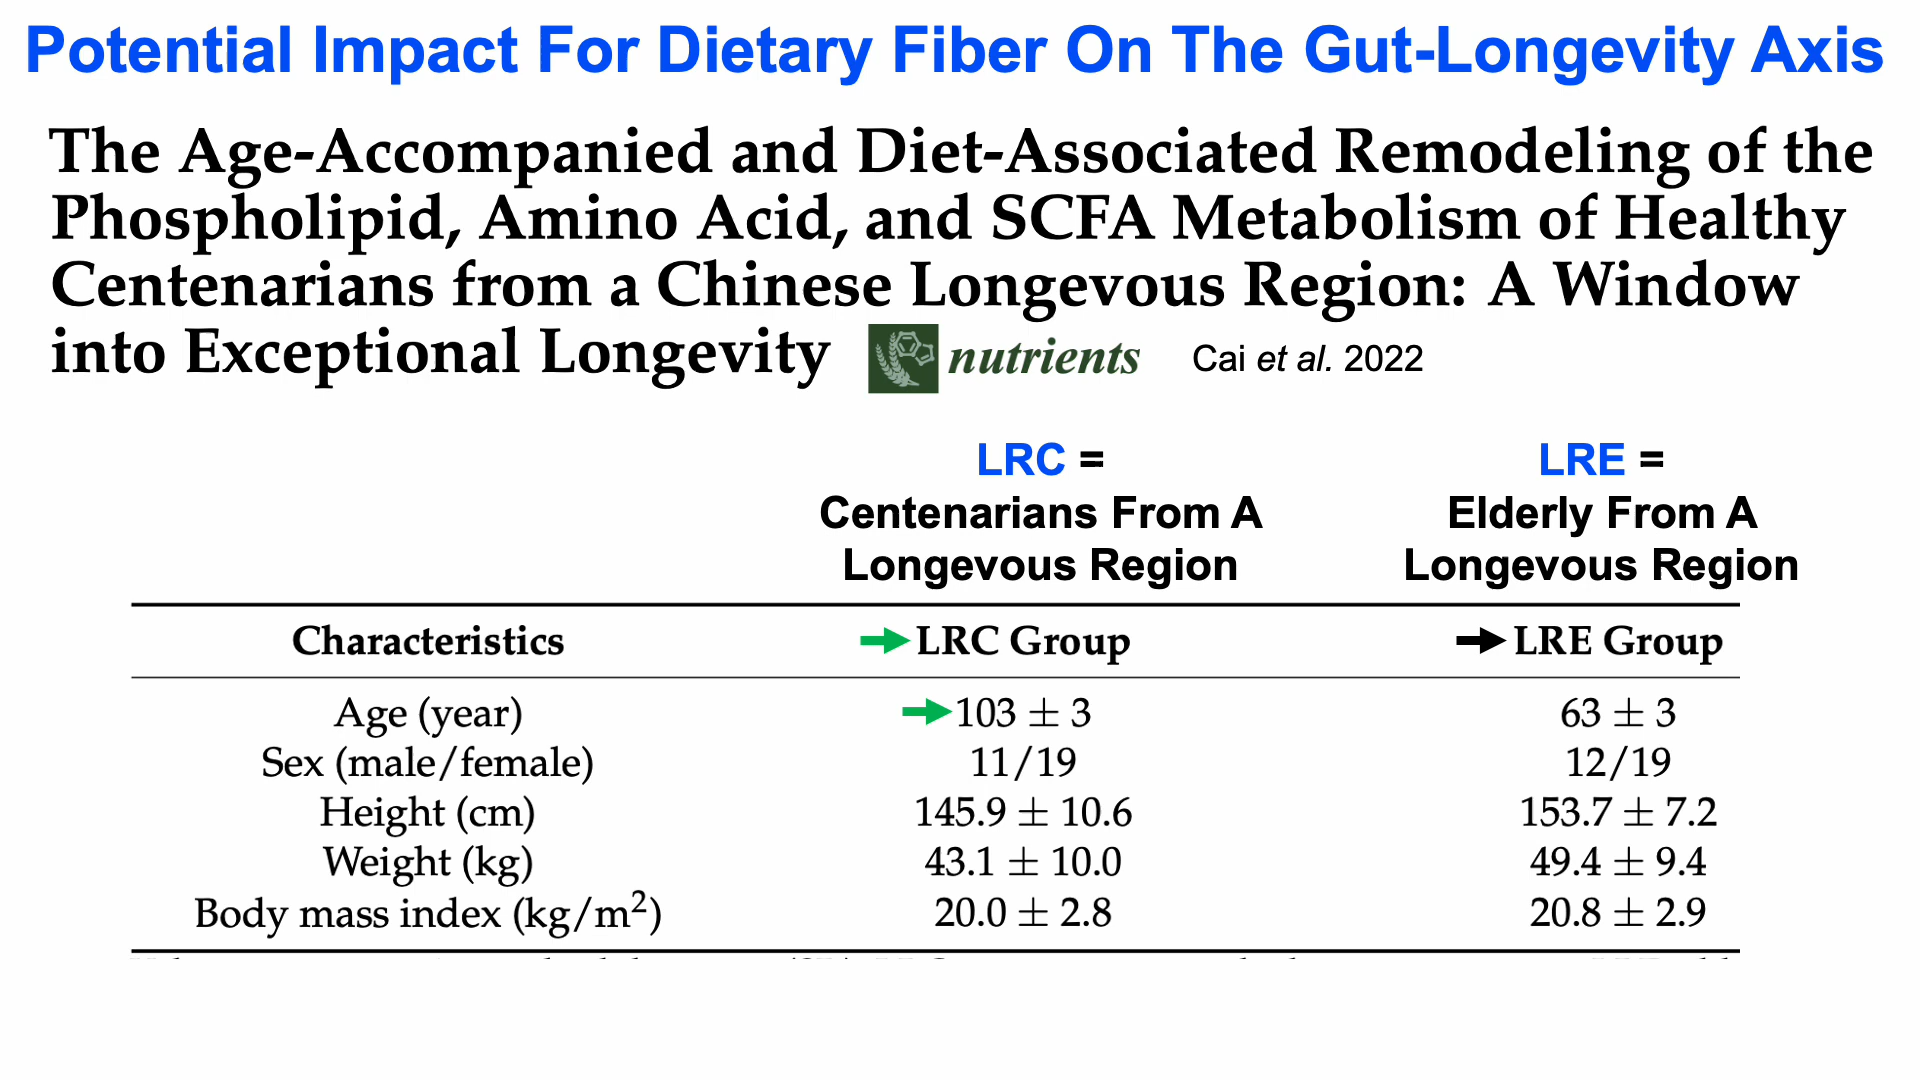 Potential Impact For Dietary Fiber On The Gut-Longevity Axis
The Age-Accompanied and Diet-Associated Remodeling of the
Phospholipid, Amino Acid, and SCFA Metabolism of Healthy
Centenarians from a Chinese Longevous Region: A Window
into Exceptional Longevity nutrients Cai et al. 2022
LRC = LRE =
Centenarians From A Elderly From A
Longevous Region Longevous Region
Characteristics LRC Group LRE Group
Age (year) 103 ± 3 63 ± 3
Sex (male/female) 11/19 12/19
Height (cm) 145.9 ± 10.6 153.7 ± 7.2
Weight (kg) 43.1 ± 10.0 49.4 ± 9.4
Body mass index (kg/m²) 20.0 ± 2.8 20.8 ± 2.9